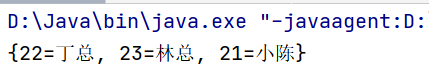 D:\Java\bin\java.exe "-javaagent:D:
{22=丁总, 23=林总, 21=小陈}